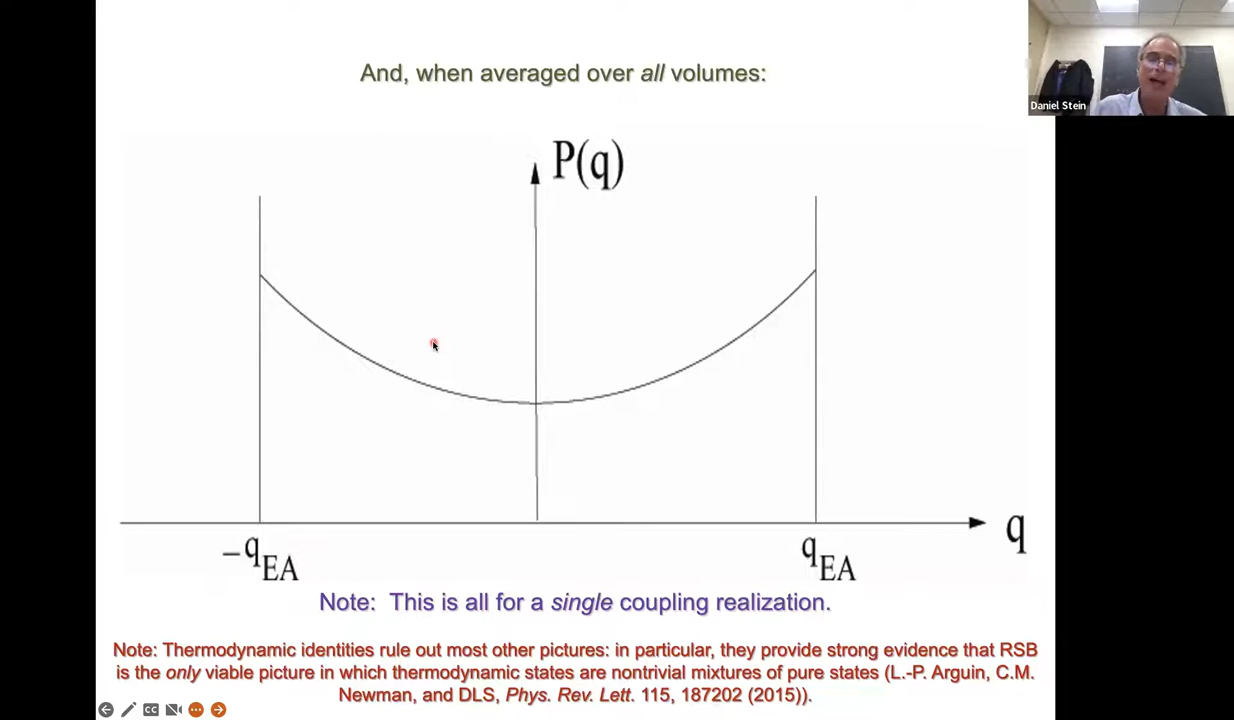 And, when averaged over all volumes:
Daniel Stein
P(q)
q
−qEA
qEA
Note: This is all for a single coupling realization.
Note: Thermodynamic identities rule out most other pictures: in particular, they provide strong evidence that RSB
is the only viable picture in which thermodynamic states are nontrivial mixtures of pure states (L.-P. Arguin, C.M.
Newman, and DLS, Phys. Rev. Lett. 115, 187202 (2015)).
CC